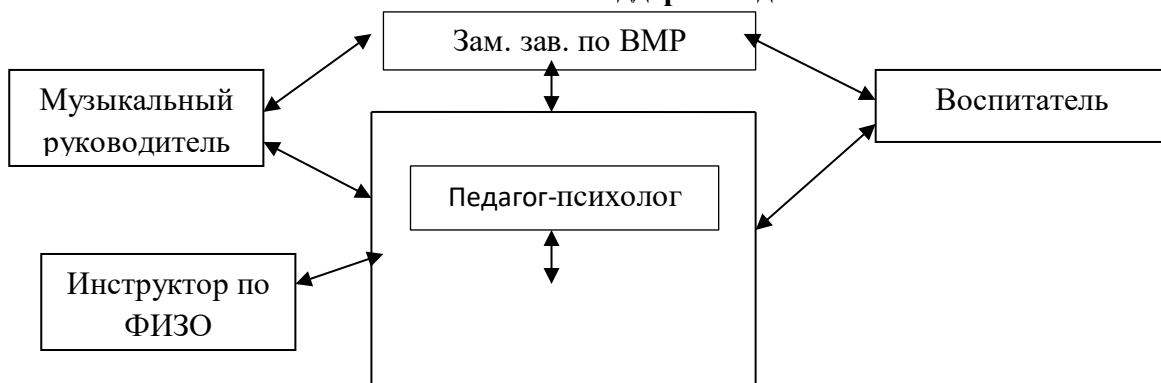 Зам. зав. по ВМР
Музыкальный
руководитель
Воспитатель
Педагог-психолог
Инструктор по
ФИЗО